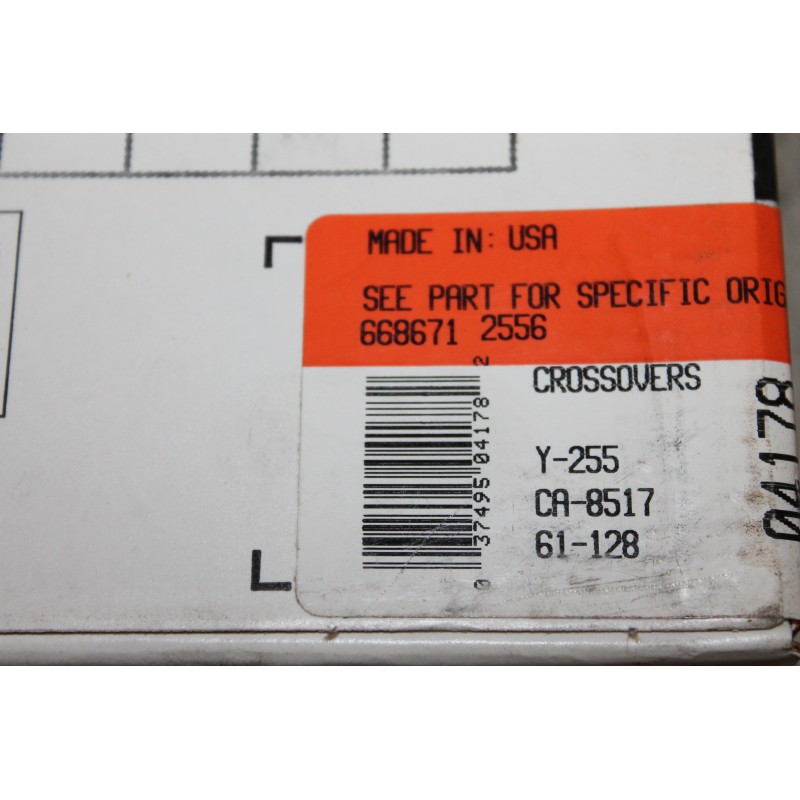 MADE IN: USA
SEE PART FOR SPECIFIC ORIG
668671 2556
CROSSOVERS
Y-255
CA-8517
61-128
0 37495 04178 2
04178